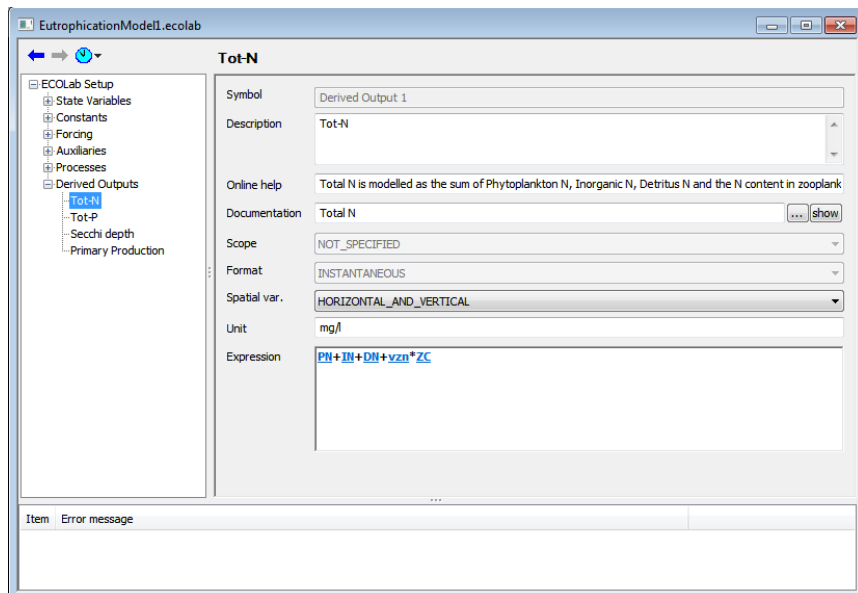 EutrophicationModel1.ecolab
Tot-N
ECOLab Setup
State Variables
Constants
Forcing
Auxiliaries
Processes
Derived Outputs
Tot-N
Tot-P
Secchi depth
Primary Production
Symbol Derived Output 1
Description Tot-N
Online help Total N is modelled as the sum of Phytoplankton N, Inorganic N, Detritus N and the N content in zooplank
Documentation Total N ... show
Scope NOT_SPECIFIED
Format INSTANTANEOUS
Spatial var. HORIZONTAL_AND_VERTICAL
Unit mg/l
Expression PN+IN+DN+vzn*ZC
Item Error message